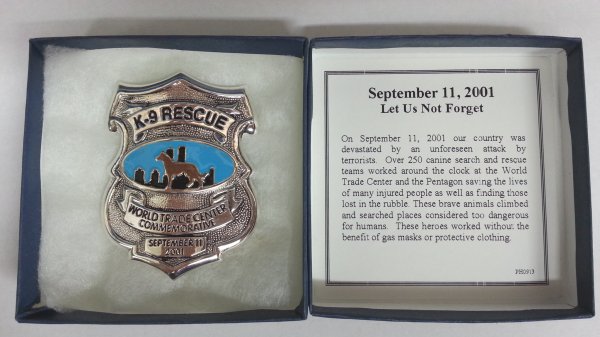 K-9 RESCUE
WORLD TRADE CENTER
COMMEMORATIVE
SEPTEMBER 11
2001
September 11, 2001
Let Us Not Forget
On September 11, 2001 our country was
devastated by an unforeseen attack by
terrorists. Over 250 canine search and rescue
teams worked around the clock at the World
Trade Center and the Pentagon saving the lives
of many injured people as well as finding those
lost in the rubble. These brave animals climbed
and searched places considered too dangerous
for humans. These heroes worked without the
benefit of gas masks or protective clothing.